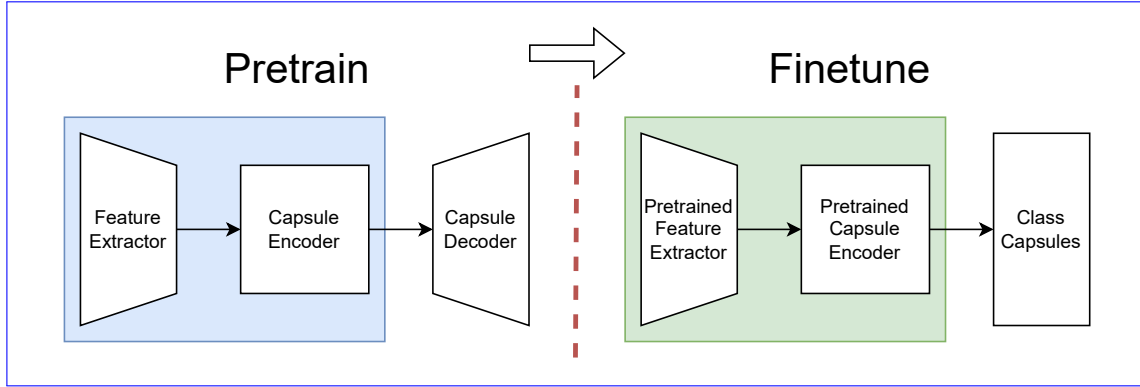 Pretrain
Finetune
Feature
Extractor
Capsule
Encoder
Capsule
Decoder
Pretrained
Feature
Extractor
Pretrained
Capsule
Encoder
Class
Capsules